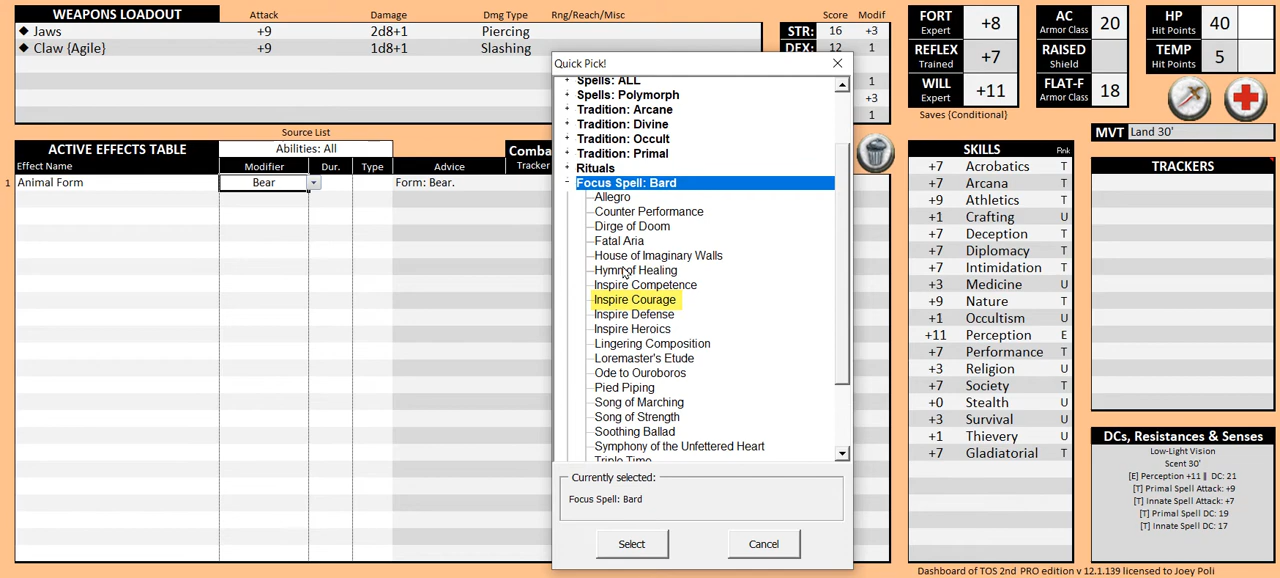 WEAPONS LOADOUT Attack Damage Dmg Type Rng/Reach/Misc
Jaws +9 2d8+1 Piercing
Claw {Agile} +9 1d8+1 Slashing
Score Modif
STR: 16 +3
DEX: 12 1
1
+3
1
FORT Expert +8
REFLEX Trained +7
WILL Expert +11
Saves {Conditional}
AC Armor Class 20
RAISED Shield
FLAT-F Armor Class 18
HP Hit Points 40
TEMP Hit Points 5
MVT Land 30'
Source List
ACTIVE EFFECTS TABLE Abilities: All Comba
Effect Name Modifier Dur. Type Advice Tracker
1 Animal Form Bear Form: Bear.
Quick Pick!
Spells: ALL
Spells: Polymorph
Tradition: Arcane
Tradition: Divine
Tradition: Occult
Tradition: Primal
Rituals
Focus Spell: Bard
Allegro
Counter Performance
Dirge of Doom
Fatal Aria
House of Imaginary Walls
Hymn of Healing
Inspire Competence
Inspire Courage
Inspire Defense
Inspire Heroics
Lingering Composition
Loremaster's Etude
Ode to Ouroboros
Pied Piping
Song of Marching
Song of Strength
Soothing Ballad
Symphony of the Unfettered Heart
Triple Time
Currently selected:
Focus Spell: Bard
Select Cancel
SKILLS Rnk
+7 Acrobatics T
+7 Arcana T
+9 Athletics T
+1 Crafting U
+7 Deception T
+7 Diplomacy T
+7 Intimidation T
+3 Medicine U
+9 Nature T
+1 Occultism U
+11 Perception E
+7 Performance T
+3 Religion U
+7 Society T
+0 Stealth U
+3 Survival U
+1 Thievery U
+7 Gladiatorial T
TRACKERS
DCs, Resistances & Senses
Low-Light Vision
Scent 30'
[E] Perception +11 || DC: 21
[T] Primal Spell Attack: +9
[T] Innate Spell Attack: +7
[T] Primal Spell DC: 19
[T] Innate Spell DC: 17
Dashboard of TOS 2nd PRO edition v 12.1.139 licensed to Joey Poli